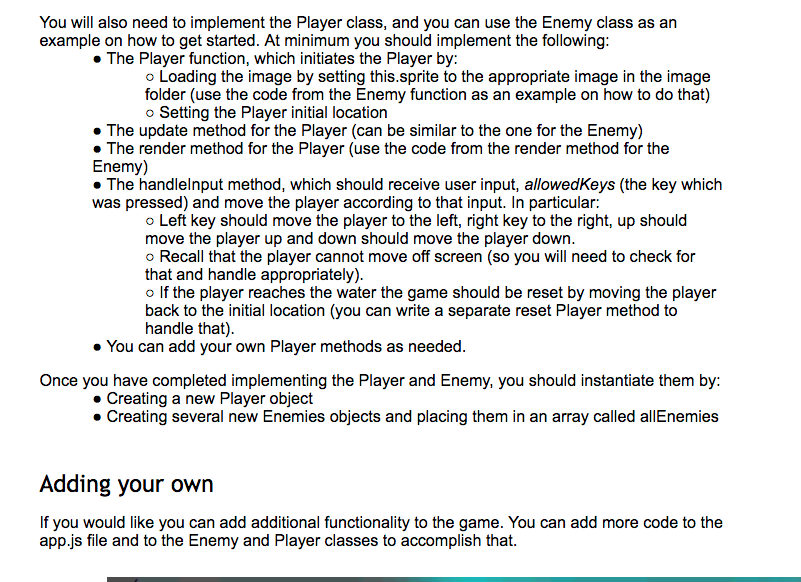 You will also need to implement the Player class, and you can use the Enemy class as an
example on how to get started. At minimum you should implement the following:
● The Player function, which initiates the Player by:
○ Loading the image by setting this.sprite to the appropriate image in the image
folder (use the code from the Enemy function as an example on how to do that)
○ Setting the Player initial location
● The update method for the Player (can be similar to the one for the Enemy)
● The render method for the Player (use the code from the render method for the
Enemy)
● The handleInput method, which should receive user input, allowedKeys (the key which
was pressed) and move the player according to that input. In particular:
○ Left key should move the player to the left, right key to the right, up should
move the player up and down should move the player down.
○ Recall that the player cannot move off screen (so you will need to check for
that and handle appropriately).
○ If the player reaches the water the game should be reset by moving the player
back to the initial location (you can write a separate reset Player method to
handle that).
● You can add your own Player methods as needed.
Once you have completed implementing the Player and Enemy, you should instantiate them by:
● Creating a new Player object
● Creating several new Enemies objects and placing them in an array called allEnemies
Adding your own
If you would like you can add additional functionality to the game. You can add more code to the
app.js file and to the Enemy and Player classes to accomplish that.